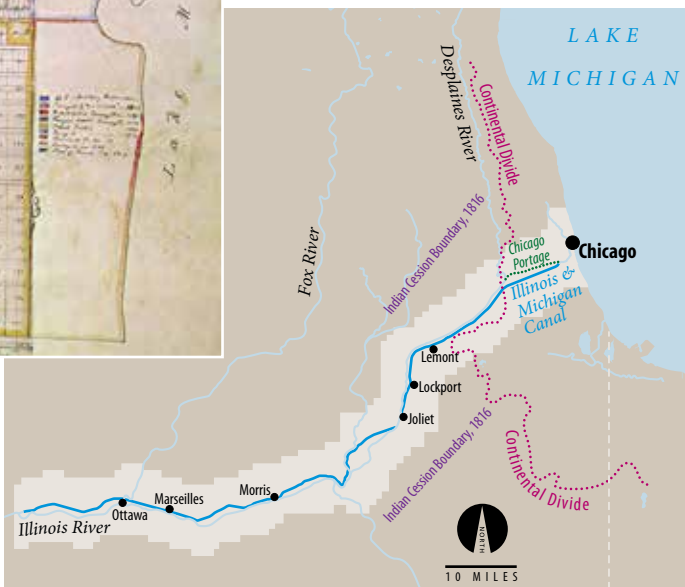 LAKE
MICHIGAN
Desplaines River
Continental Divide
Fox River
Indian Cession Boundary, 1816
Chicago
Portage
Chicago
Illinois &
Michigan
Canal
Lemont
Lockport
Joliet
Indian Cession Boundary, 1816
Continental Divide
Morris
Marseilles
Ottawa
Illinois River
NORTH
10 MILES